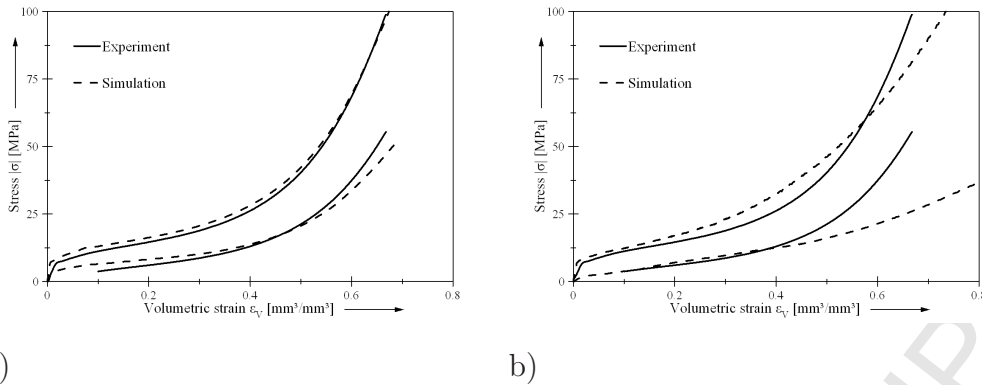 100
75
50
25
0
Stress |σ| [MPa]
Experiment
Simulation
0 0.2 0.4 0.6 0.8
Volumetric strain εV [mm³/mm³]
)
100
75
50
25
0
Stress |σ| [MPa]
Experiment
Simulation
0 0.2 0.4 0.6 0.8
Volumetric strain εV [mm³/mm³]
b)